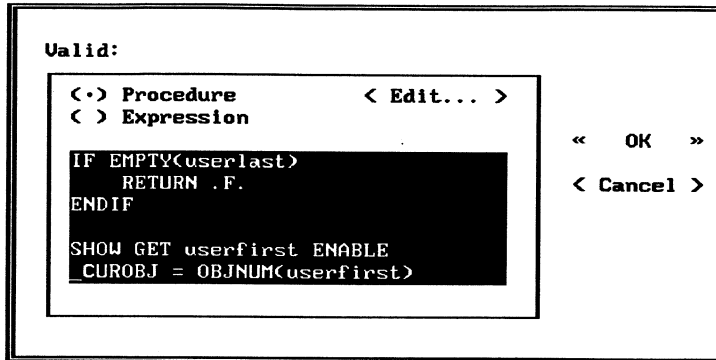 Valid:
(·) Procedure < Edit... >
( ) Expression
« OK »
IF EMPTY(userlast)
RETURN .F.
< Cancel >
ENDIF
SHOW GET userfirst ENABLE
_CUROBJ = OBJNUM(userfirst)